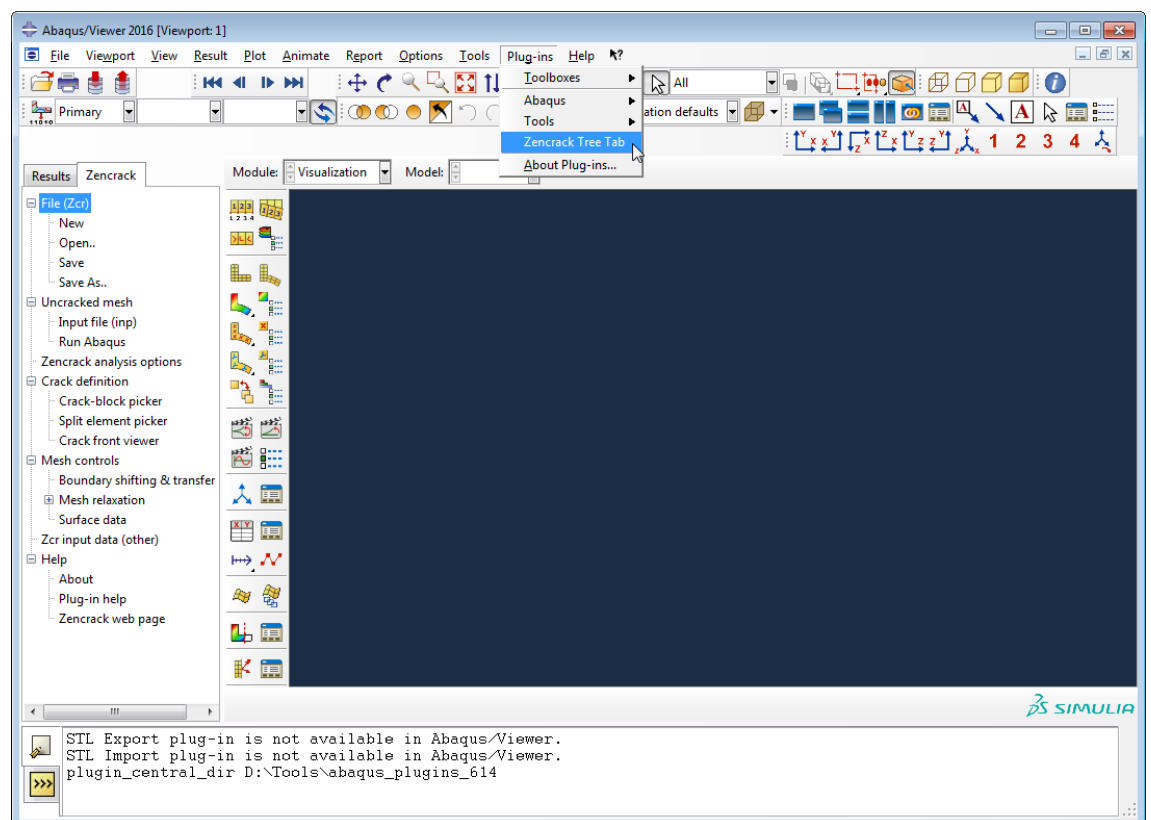 Abaqus/Viewer 2016 [Viewport: 1]
File Viewport View Result Plot Animate Report Options Tools Plug-ins Help ?
All
Primary
ation defaults
A
1 2 3 4
Toolboxes
Abaqus
Tools
Zencrack Tree Tab
About Plug-ins...
Results Zencrack
Module: Visualization Model:
File (Zcr)
New
Open..
Save
Save As..
Uncracked mesh
Input file (inp)
Run Abaqus
Zencrack analysis options
Crack definition
Crack-block picker
Split element picker
Crack front viewer
Mesh controls
Boundary shifting & transfer
Mesh relaxation
Surface data
Zcr input data (other)
Help
About
Plug-in help
Zencrack web page
SIMULIA
STL Export plug-in is not available in Abaqus/Viewer.
STL Import plug-in is not available in Abaqus/Viewer.
plugin_central_dir D:\Tools\abaqus_plugins_614
>>>